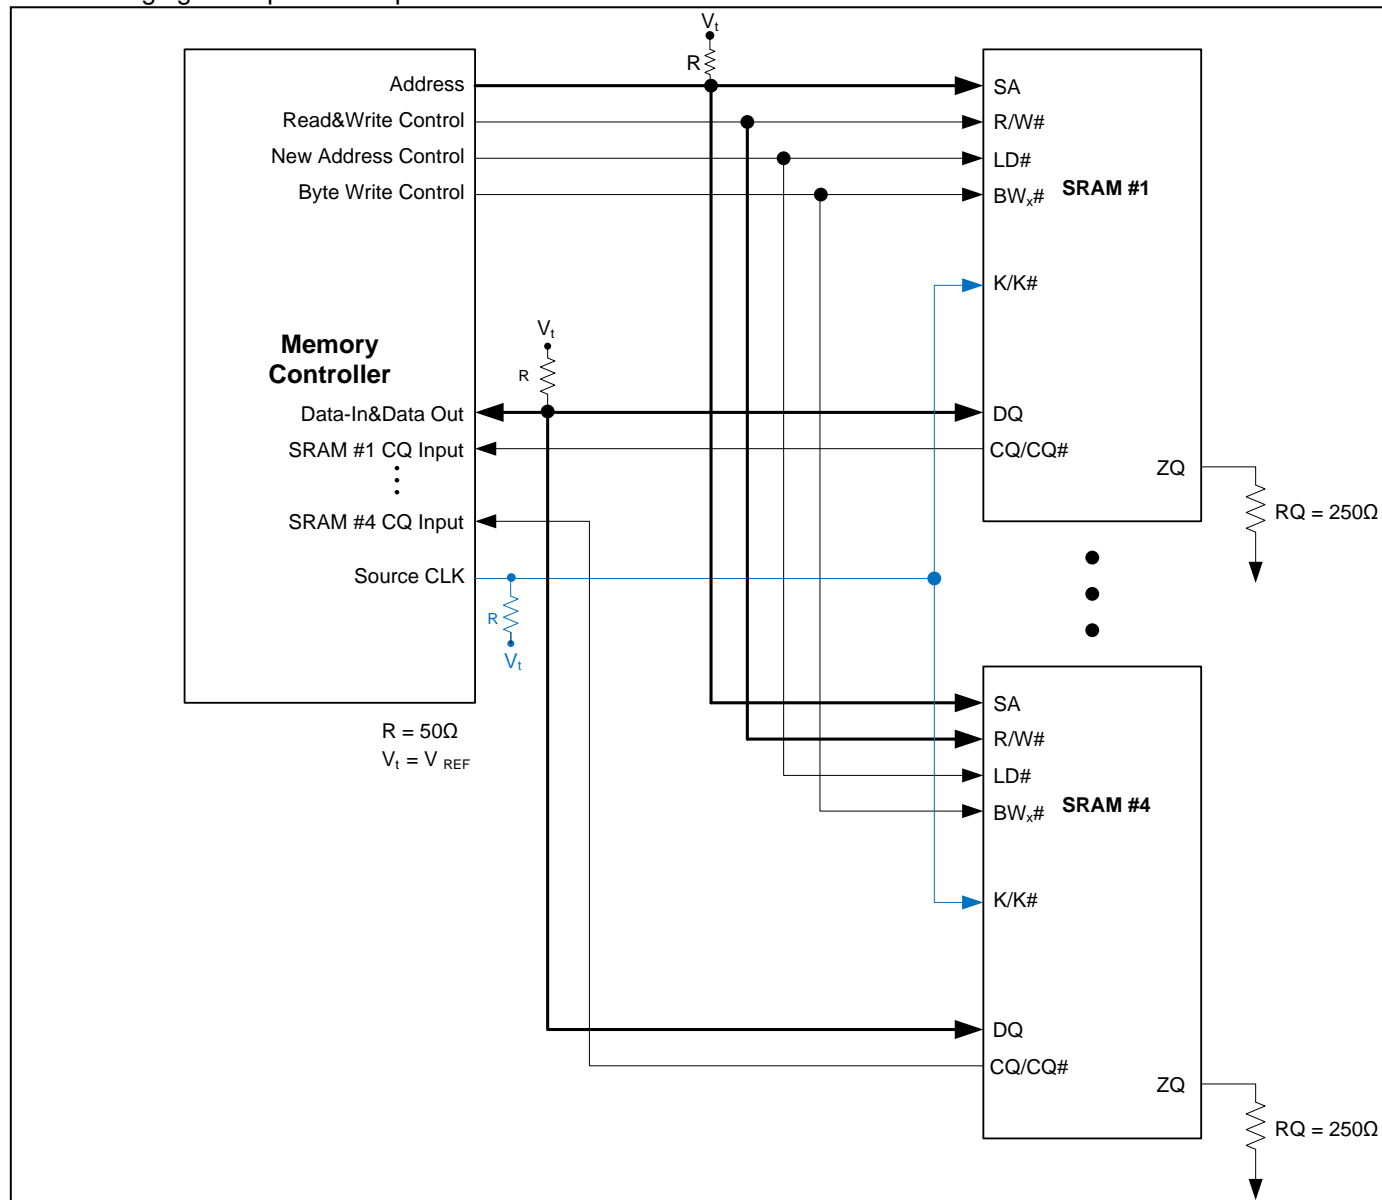 Vt
R
Address
Read&Write Control
New Address Control
Byte Write Control
Memory
Controller
Vt
R
Data-In&Data Out
SRAM #1 CQ Input
SRAM #4 CQ Input
Source CLK
R
Vt
R = 50Ω
Vt = V REF
SA
R/W#
LD#
BWx#
SRAM #1
K/K#
DQ
CQ/CQ#
ZQ
RQ = 250Ω
SA
R/W#
LD#
BWx#
SRAM #4
K/K#
DQ
CQ/CQ#
ZQ
RQ = 250Ω